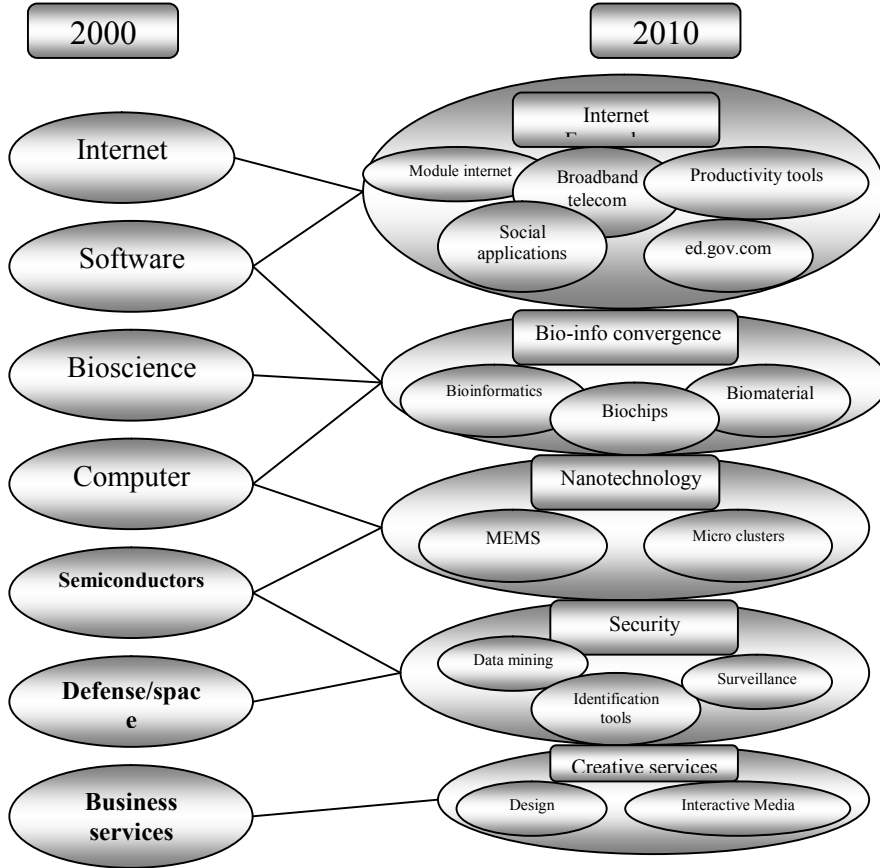 2000
2010
Internet
Software
Bioscience
Computer
Semiconductors
Defense/spac
e
Business
services
Internet
Module internet
Broadband
telecom
Productivity tools
Social
applications
ed.gov.com
Bio-info convergence
Bioinformatics
Biochips
Biomaterial
Nanotechnology
MEMS
Micro clusters
Security
Data mining
Identification
tools
Surveillance
Creative services
Design
Interactive Media